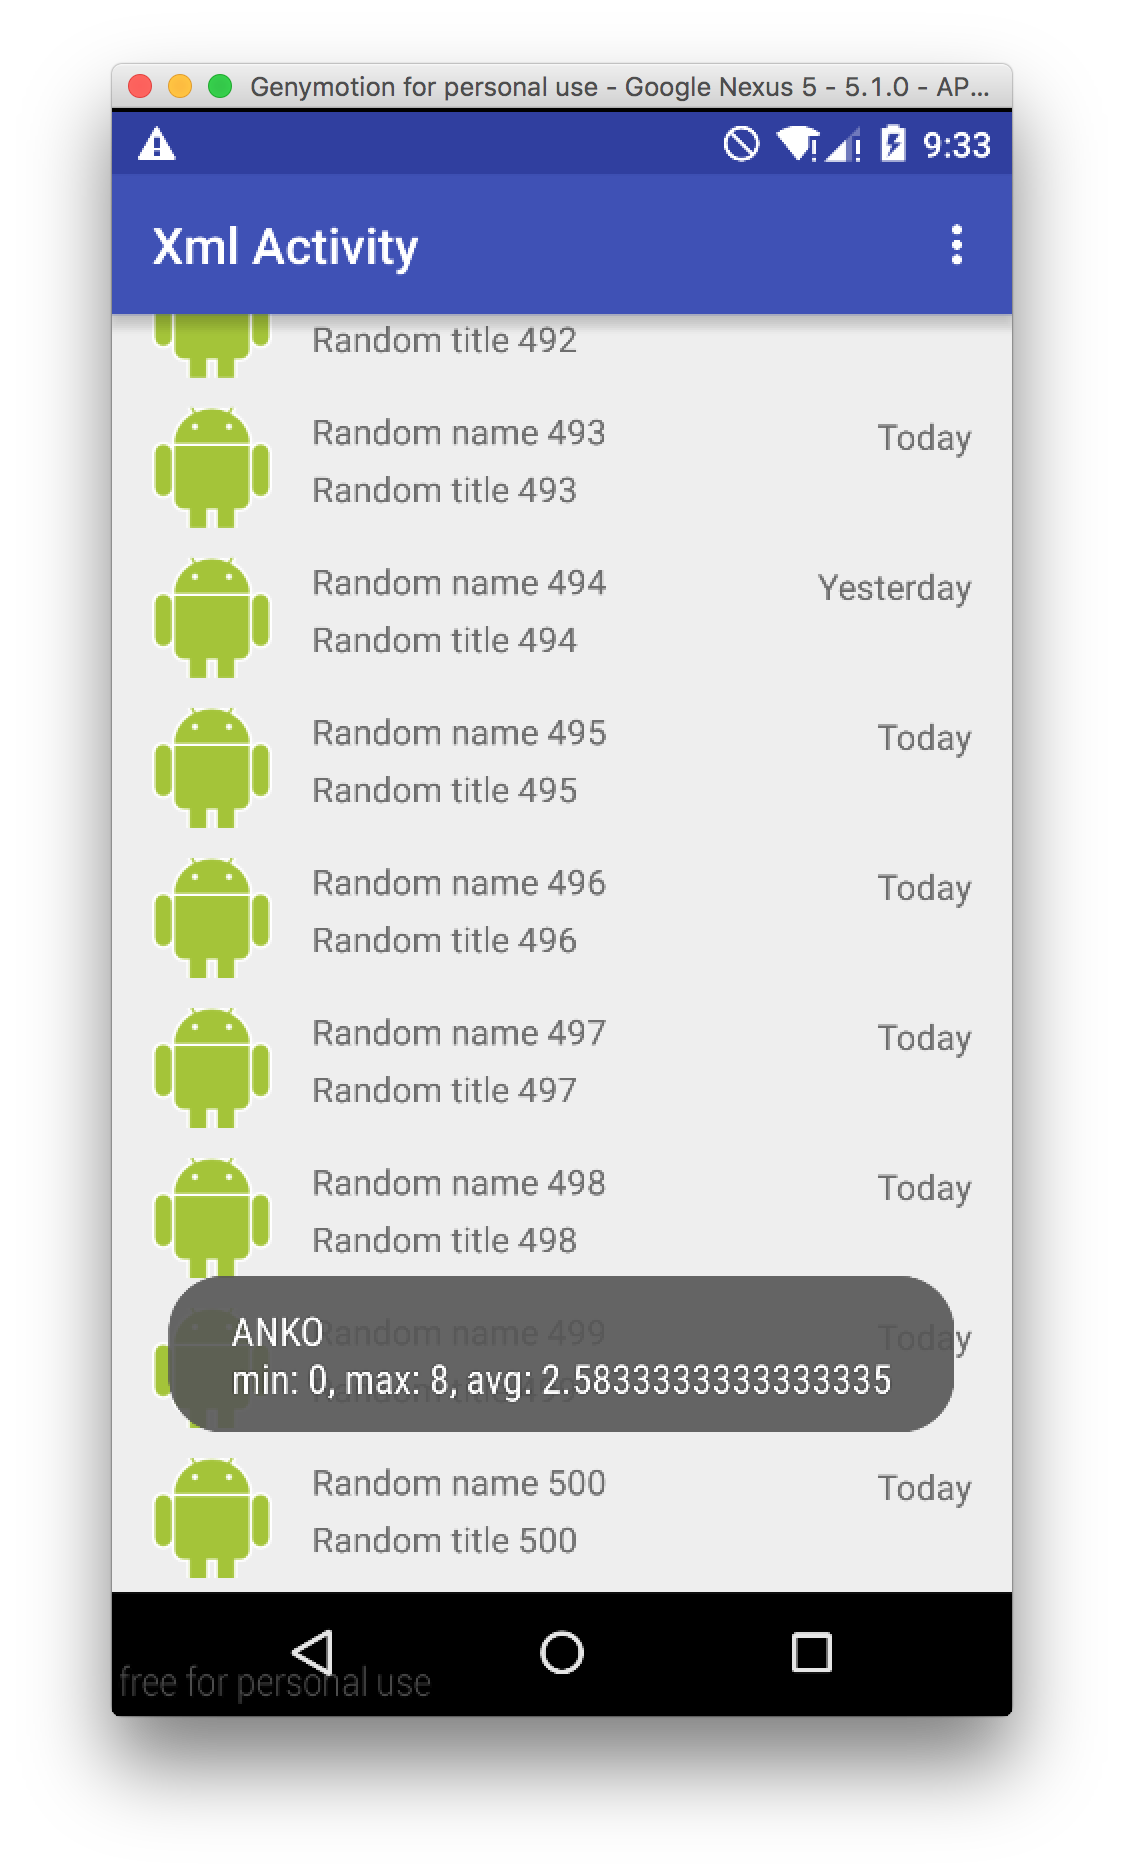 Genymotion for personal use - Google Nexus 5 - 5.1.0 - AP...
9:33
Xml Activity
Random title 492
Random name 493
Today
Random title 493
Random name 494
Yesterday
Random title 494
Random name 495
Today
Random title 495
Random name 496
Today
Random title 496
Random name 497
Today
Random title 497
Random name 498
Today
Random title 498
Random name 499
Today
ANKO
min: 0, max: 8, avg: 2.5833333333333335
Random title 499
Random name 500
Today
Random title 500
free for personal use